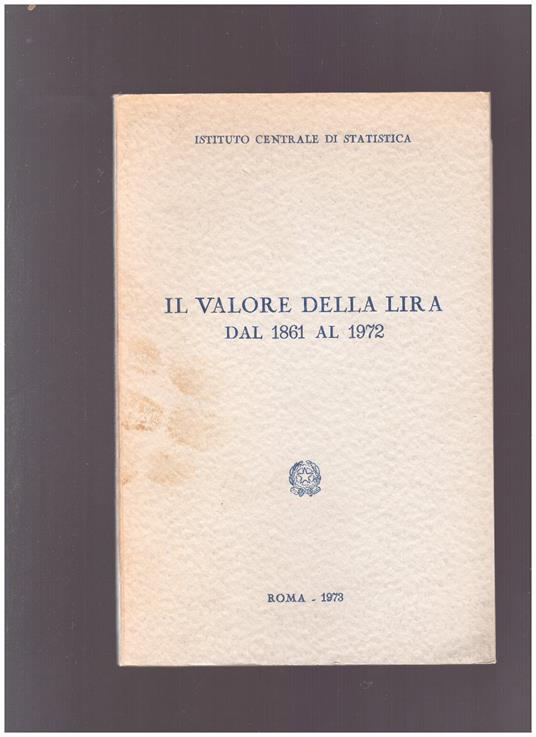 ISTITUTO CENTRALE DI STATISTICA
IL VALORE DELLA LIRA
DAL 1861 AL 1972
ROMA - 1973